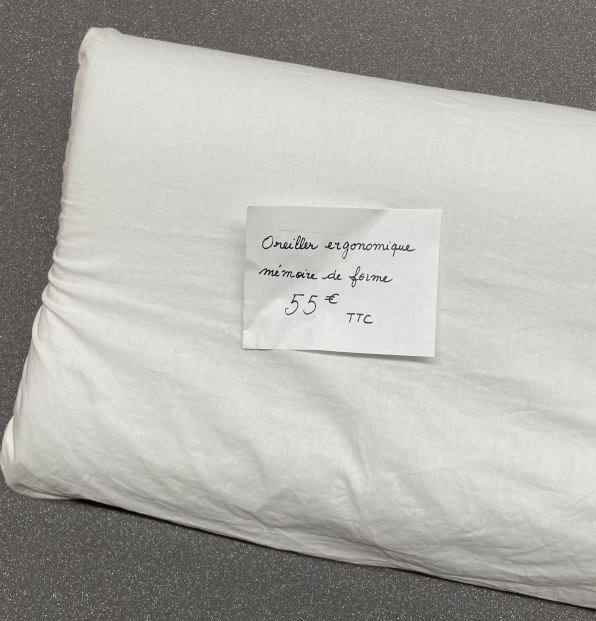 Oreiller ergonomique
mémoire de forme
55 €
TTC